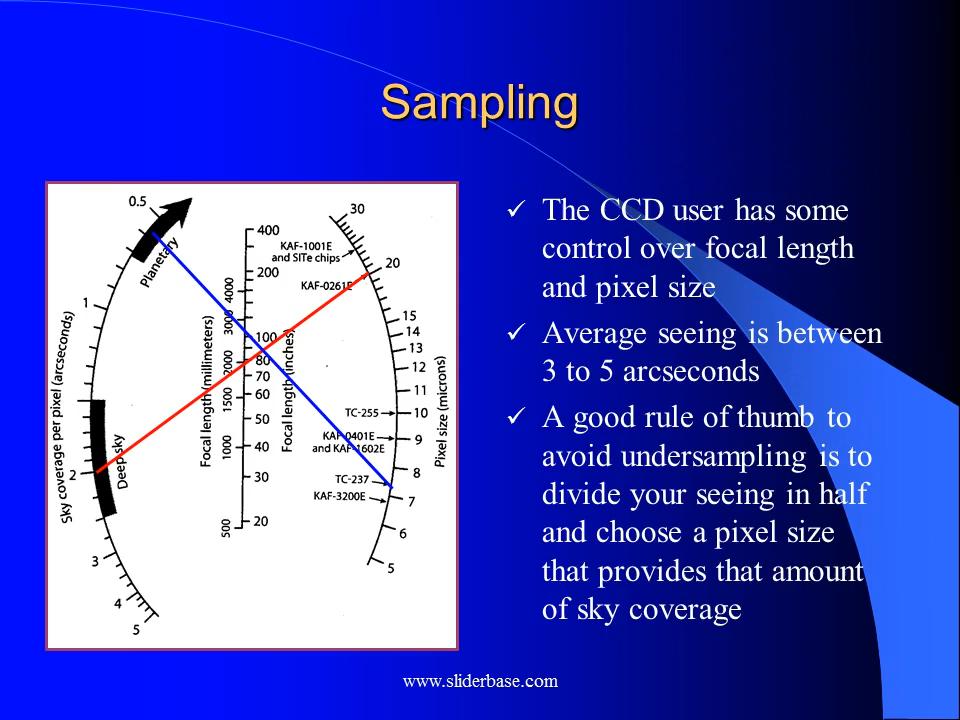 Sampling
0.5
1
2
3
4
5
Planetary
Deep sky
Sky coverage per pixel (arcseconds)
Focal length (millimeters)
4000
3000
2000
1500
1000
500
400
200
100
80
70
60
50
40
30
20
Focal length (inches)
30
20
15
14
13
12
11
10
9
8
7
6
5
KAF-1001E
and SITe chips
KAF-0261E
TC-255
KAF-0401E
and KAF-1602E
TC-237
KAF-3200E
Pixel size (microns)
✓ The CCD user has some
control over focal length
and pixel size
✓ Average seeing is between
3 to 5 arcseconds
✓ A good rule of thumb to
avoid undersampling is to
divide your seeing in half
and choose a pixel size
that provides that amount
of sky coverage
www.sliderbase.com